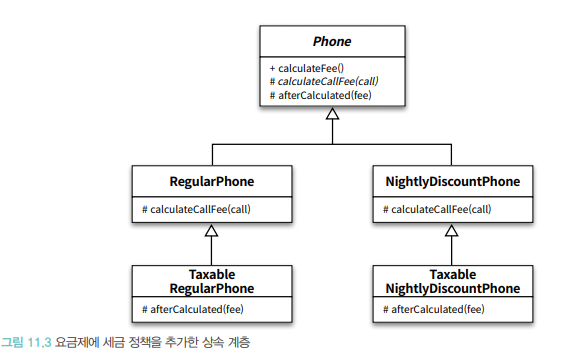 Phone
+ calculateFee()
# calculateCallFee(call)
# afterCalculated(fee)
RegularPhone
# calculateCallFee(call)
NightlyDiscountPhone
# calculateCallFee(call)
Taxable
RegularPhone
# afterCalculated(fee)
Taxable
NightlyDiscountPhone
# afterCalculated(fee)
그림 11.3 요금제에 세금 정책을 추가한 상속 계층